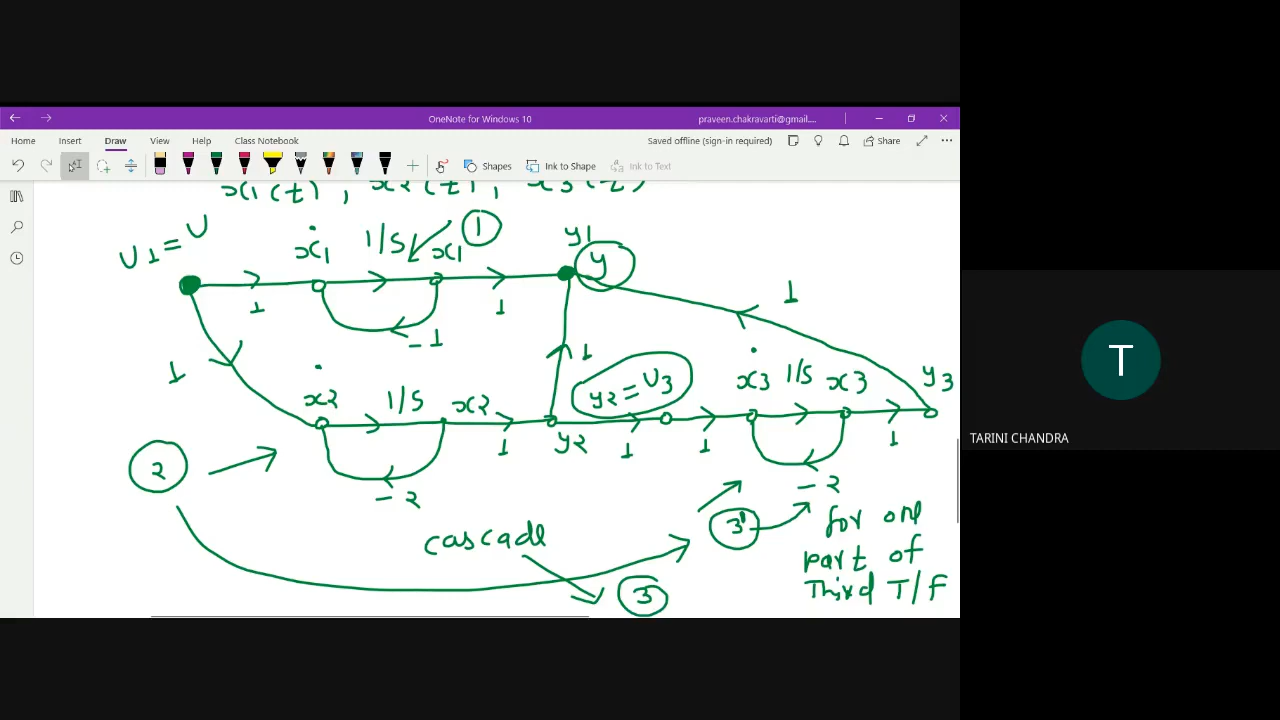 OneNote for Windows 10
praveen.chakravarti@gmail....
Home Insert Draw View Help Class Notebook
Saved offline (sign-in required)
Share
Shapes
Ink to Shape
Ink to Text
x1(t), x2(t), x3(t)
U1 = U
ẋ1 1/S x1 1 y1
y
1 1 1
-1
1 1
ẋ2 1/S x2 y2 = U3 ẋ3 1/S x3 y3
1 y2 1 1 1
2
-2 -2
cascade 3' for one
part of
Third T/F
3
T
TARINI CHANDRA